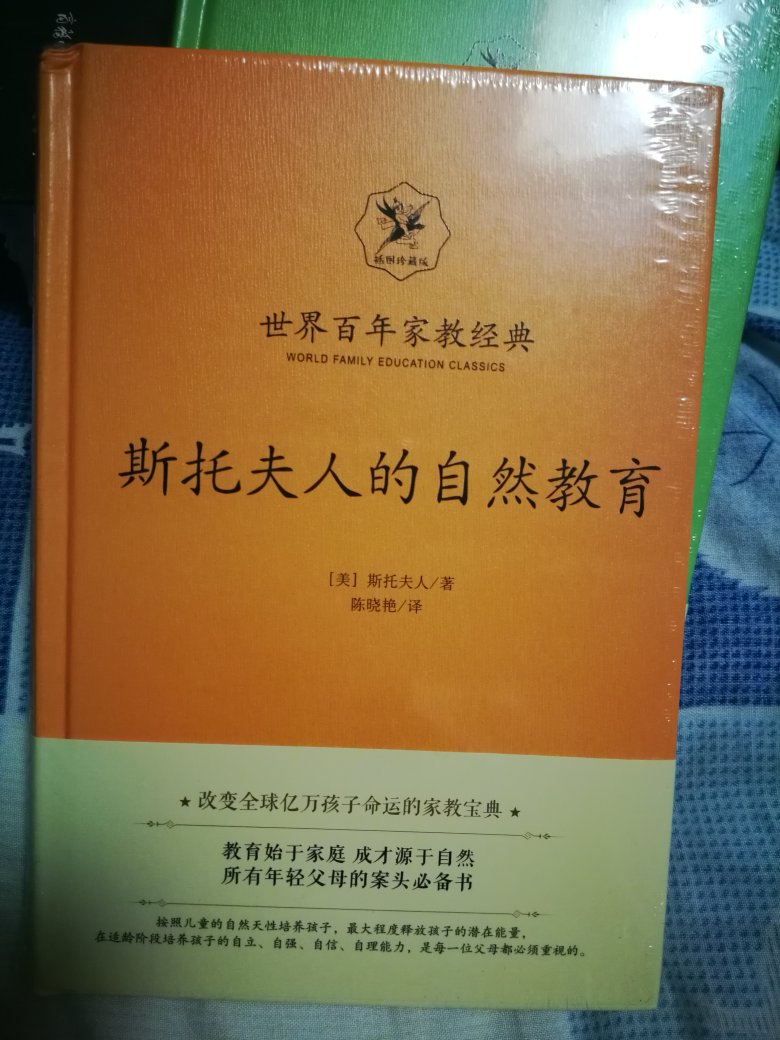 插图珍藏版
世界百年家教经典
WORLD FAMILY EDUCATION CLASSICS
斯托夫人的自然教育
[美] 斯托夫人/著
陈晓艳/译
★ 改变全球亿万孩子命运的家教宝典 ★
教育始于家庭 成才源于自然
所有年轻父母的案头必备书
按照儿童的自然天性培养孩子，最大程度释放孩子的潜在能量，
在适龄阶段培养孩子的自立、自强、自信、自理能力，是每一位父母都必须重视的。